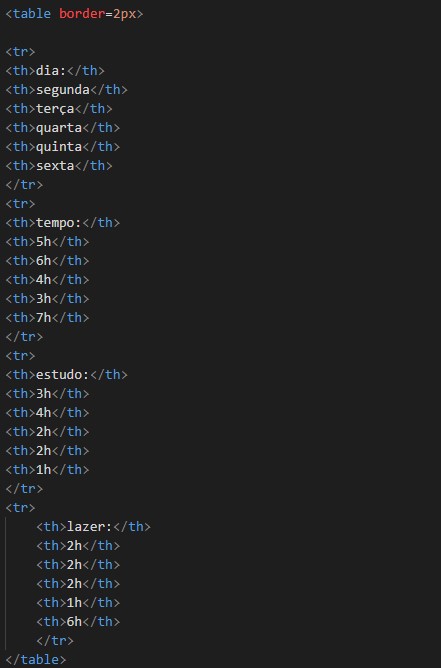 <table border=2px>
<tr>
<th>dia:</th>
<th>segunda</th>
<th>terça</th>
<th>quarta</th>
<th>quinta</th>
<th>sexta</th>
</tr>
<tr>
<th>tempo:</th>
<th>5h</th>
<th>6h</th>
<th>4h</th>
<th>3h</th>
<th>7h</th>
</tr>
<tr>
<th>estudo:</th>
<th>3h</th>
<th>4h</th>
<th>2h</th>
<th>2h</th>
<th>1h</th>
</tr>
<tr>
<th>lazer:</th>
<th>2h</th>
<th>2h</th>
<th>2h</th>
<th>1h</th>
<th>6h</th>
</tr>
</table>